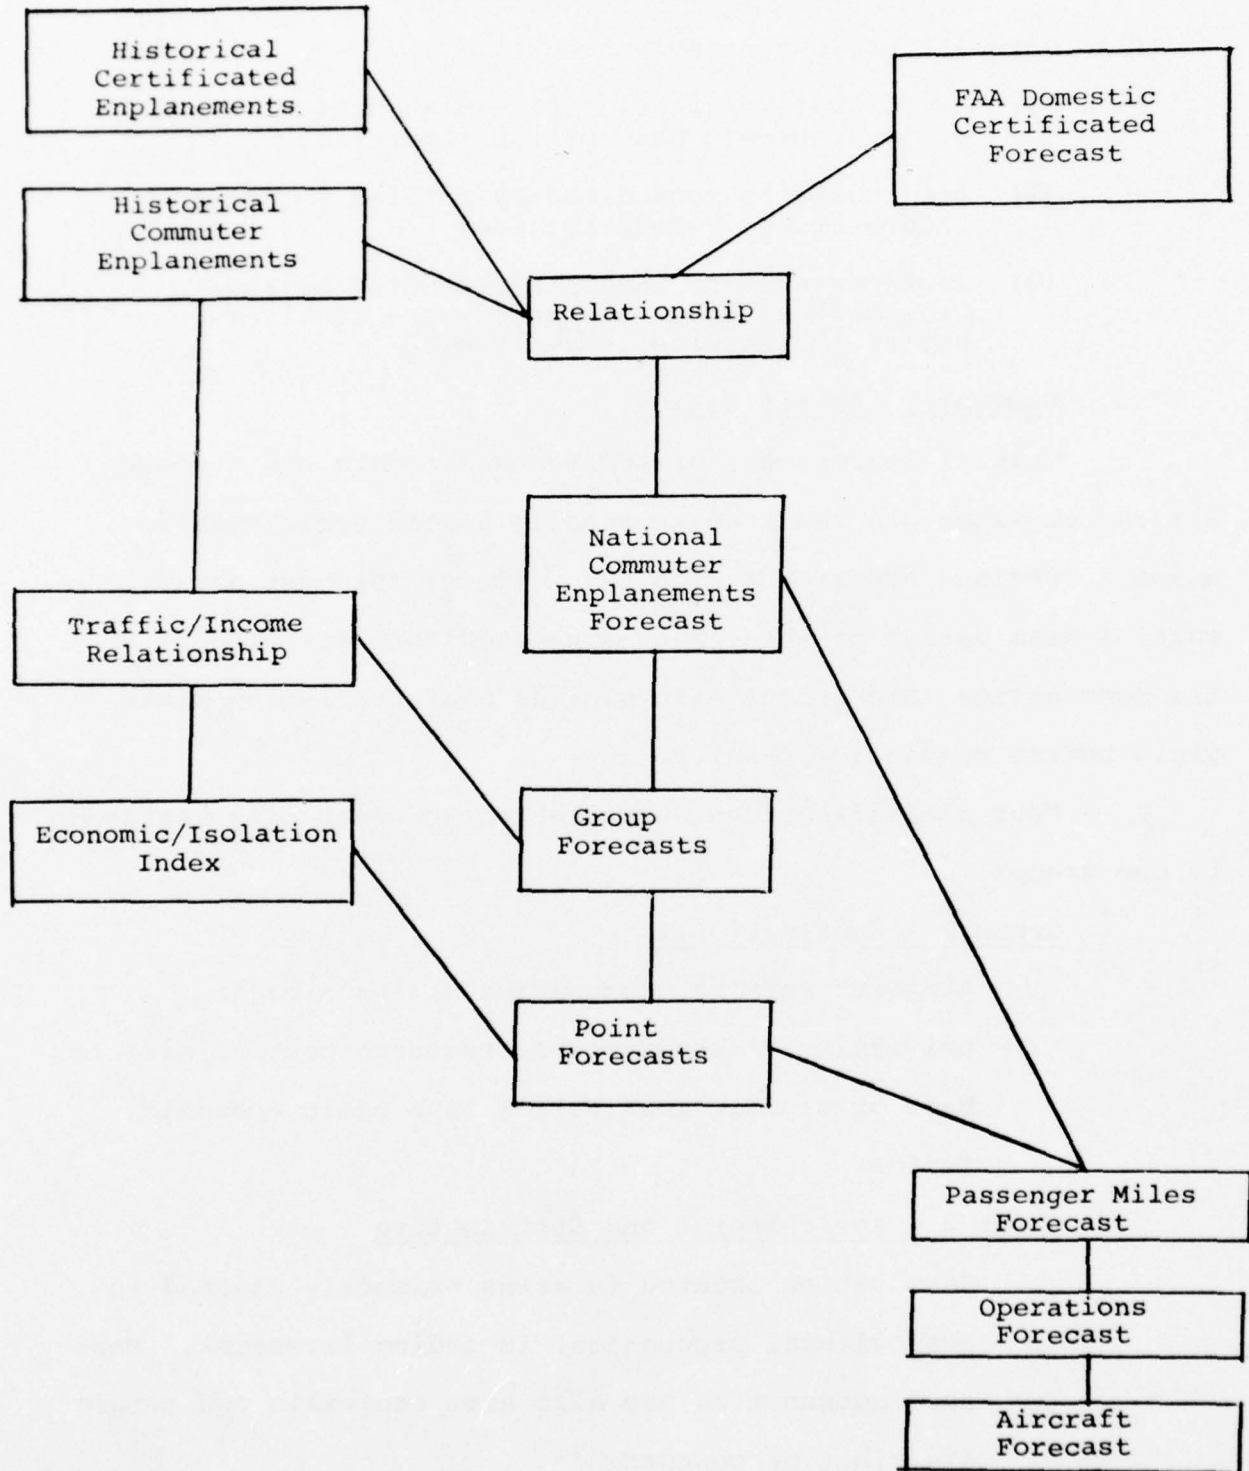 Historical
Certificated
Enplanements
FAA Domestic
Certificated
Forecast
Historical
Commuter
Enplanements
Relationship
National
Commuter
Enplanements
Forecast
Traffic/Income
Relationship
Group
Forecasts
Economic/Isolation
Index
Point
Forecasts
Passenger Miles
Forecast
Operations
Forecast
Aircraft
Forecast